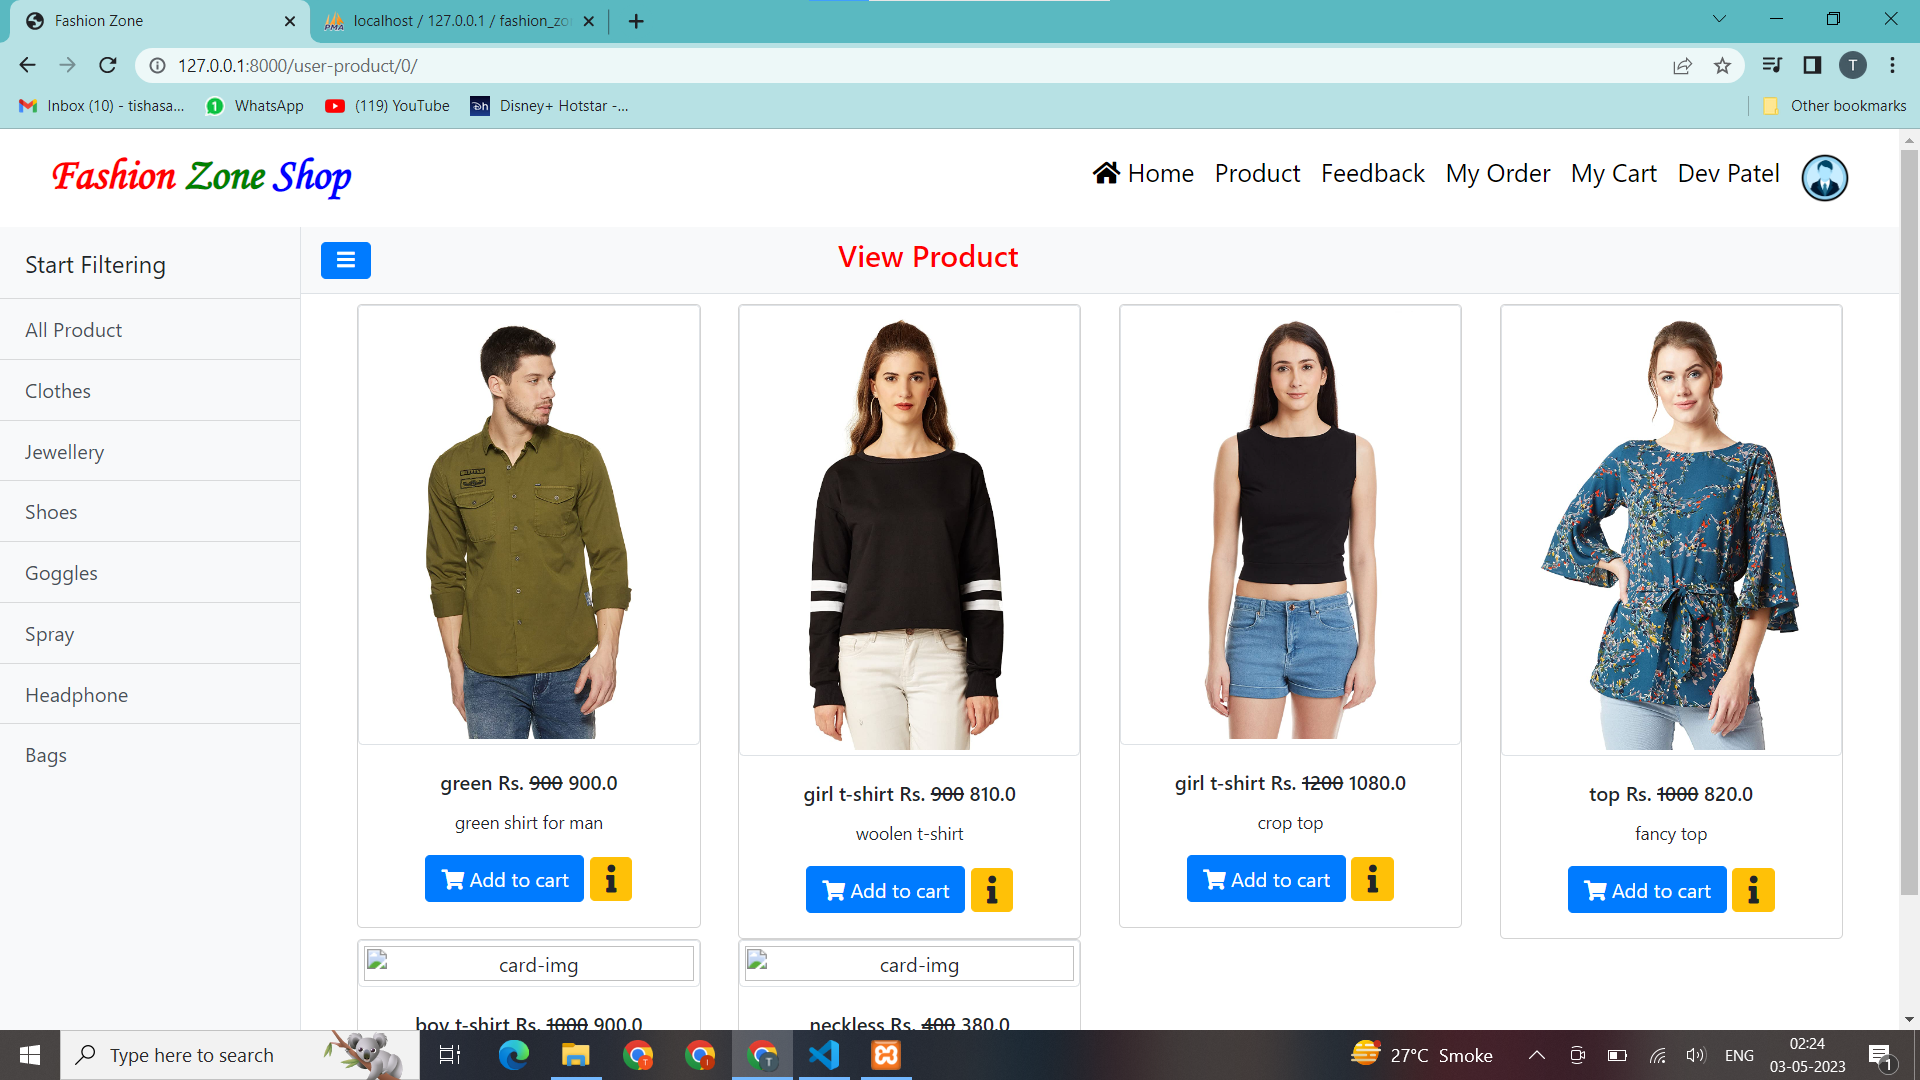 Fashion Zone
localhost / 127.0.0.1 / fashion_zo
127.0.0.1:8000/user-product/0/
T
Inbox (10) - tishasa...
WhatsApp
(119) YouTube
Disney+ Hotstar -...
Other bookmarks
Fashion Zone Shop
Home Product Feedback My Order My Cart Dev Patel
Start Filtering
All Product
Clothes
Jewellery
Shoes
Goggles
Spray
Headphone
Bags
View Product
green Rs. 900 900.0
green shirt for man
Add to cart
girl t-shirt Rs. 900 810.0
woolen t-shirt
Add to cart
girl t-shirt Rs. 1200 1080.0
crop top
Add to cart
top Rs. 1000 820.0
fancy top
Add to cart
card-img
boy t-shirt Rs. 1000 900.0
card-img
neckless Rs. 400 380.0
Type here to search
27°C Smoke
ENG
02:24
03-05-2023
1